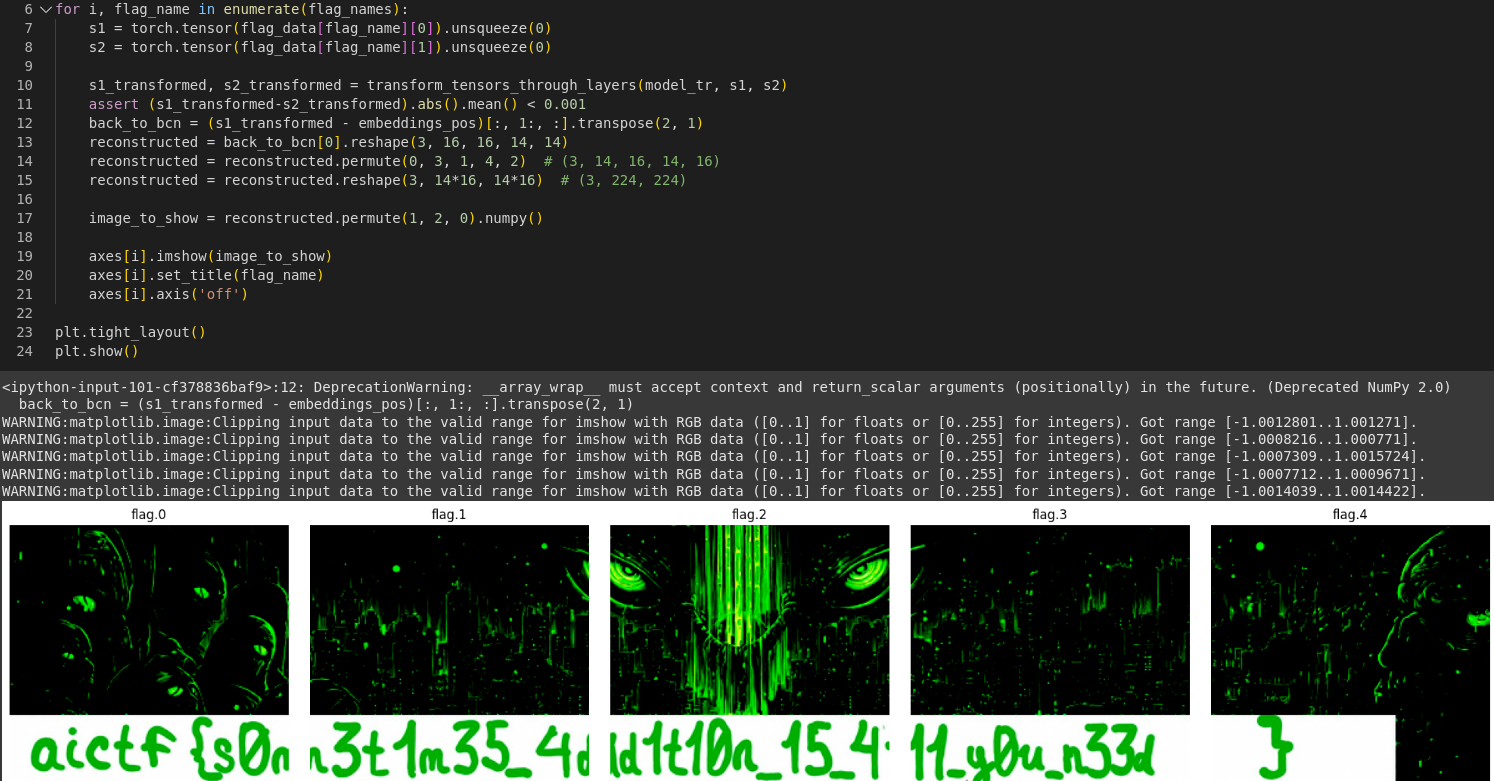 6 for i, flag_name in enumerate(flag_names):
7 s1 = torch.tensor(flag_data[flag_name][0]).unsqueeze(0)
8 s2 = torch.tensor(flag_data[flag_name][1]).unsqueeze(0)
9
10 s1_transformed, s2_transformed = transform_tensors_through_layers(model_tr, s1, s2)
11 assert (s1_transformed-s2_transformed).abs().mean() < 0.001
12 back_to_bcn = (s1_transformed - embeddings_pos)[:, 1:, :].transpose(2, 1)
13 reconstructed = back_to_bcn[0].reshape(3, 16, 16, 14, 14)
14 reconstructed = reconstructed.permute(0, 3, 1, 4, 2)  # (3, 14, 16, 14, 16)
15 reconstructed = reconstructed.reshape(3, 14*16, 14*16)  # (3, 224, 224)
16
17 image_to_show = reconstructed.permute(1, 2, 0).numpy()
18
19 axes[i].imshow(image_to_show)
20 axes[i].set_title(flag_name)
21 axes[i].axis('off')
22
23 plt.tight_layout()
24 plt.show()
<ipython-input-101-cf378836baf9>:12: DeprecationWarning: __array_wrap__ must accept context and return_scalar arguments (positionally) in the future. (Deprecated NumPy 2.0)
back_to_bcn = (s1_transformed - embeddings_pos)[:, 1:, :].transpose(2, 1)
WARNING:matplotlib.image:Clipping input data to the valid range for imshow with RGB data ([0..1] for floats or [0..255] for integers). Got range [-1.0012801..1.001271].
WARNING:matplotlib.image:Clipping input data to the valid range for imshow with RGB data ([0..1] for floats or [0..255] for integers). Got range [-1.0008216..1.000771].
WARNING:matplotlib.image:Clipping input data to the valid range for imshow with RGB data ([0..1] for floats or [0..255] for integers). Got range [-1.0007309..1.0015724].
WARNING:matplotlib.image:Clipping input data to the valid range for imshow with RGB data ([0..1] for floats or [0..255] for integers). Got range [-1.0007712..1.0009671].
WARNING:matplotlib.image:Clipping input data to the valid range for imshow with RGB data ([0..1] for floats or [0..255] for integers). Got range [-1.0014039..1.0014422].
flag.0 flag.1 flag.2 flag.3 flag.4
aictf{s0m n3t1m35_4d d1t10n_15_4 11_y0u_n33d }